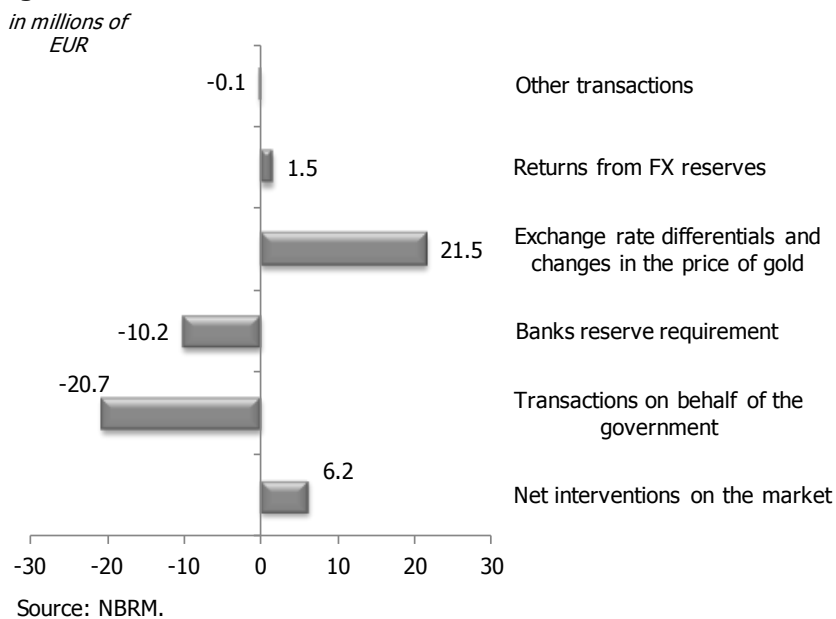 in millions of
EUR
-0.1
Other transactions
1.5
Returns from FX reserves
21.5
Exchange rate differentials and
changes in the price of gold
-10.2
Banks reserve requirement
-20.7
Transactions on behalf of the
government
6.2
Net interventions on the market
-30 -20 -10 0 10 20 30
Source: NBRM.